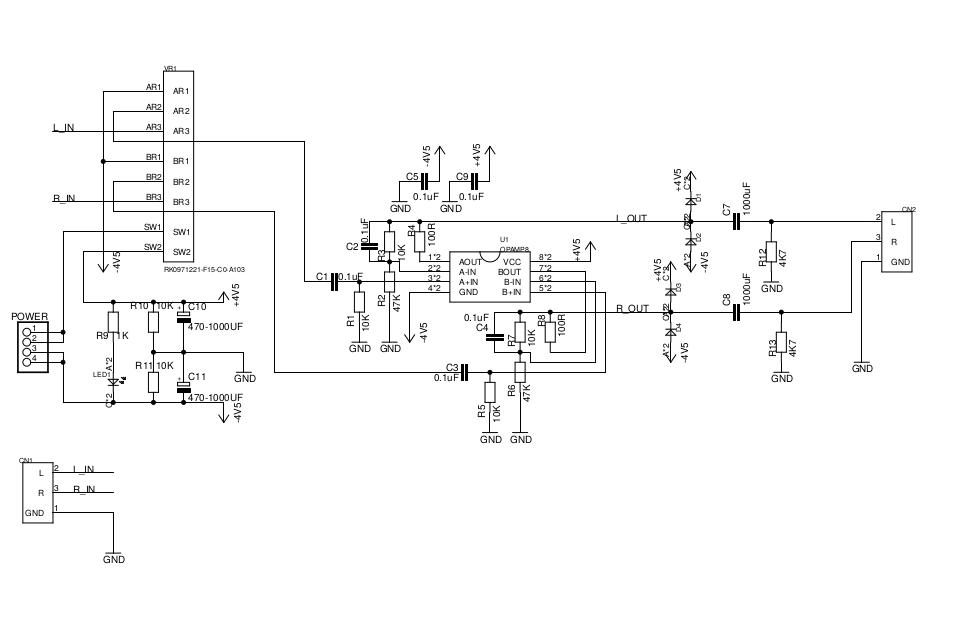 VR1
AR1 AR1
AR2 AR2
L_IN AR3 AR3
BR1 BR1
BR2 BR2
R_IN BR3 BR3
SW1 SW1
SW2 SW2
-4V5 RK0971221-F15-C0-A103
+4V5
POWER
1
2
3
4
R9 1K
R10 10K
C10
470-1000UF
R11 10K
C11
470-1000UF
GND
A*2
LED1
C*2
-4V5
CN1
L 2 L_IN
R 3 R_IN
GND 1
GND
-4V5 +4V5
C5 C9
0.1uF 0.1uF
GND GND
C2 0.1uF
R3 10K
R4 100R
C1 0.1uF
R1 10K
R2 47K
GND GND
-4V5
U1
OPAMP8
1*2 AOUT VCC 8*2
2*2 A-IN BOUT 7*2
3*2 A+IN B-IN 6*2
4*2 GND B+IN 5*2
+4V5
0.1uF
C4
R7 10K
R8 100R
C3
0.1uF
R5 10K
R6 47K
GND GND
L_OUT
+4V5
C*2 D1
A*2 D2
-4V5
R_OUT
+4V5
C*2 D3
A*2 D4
-4V5
C7 1000uF
C8 1000uF
R12 4K7
GND
R13 4K7
GND
CN2
2 L
3 R
1 GND
GND